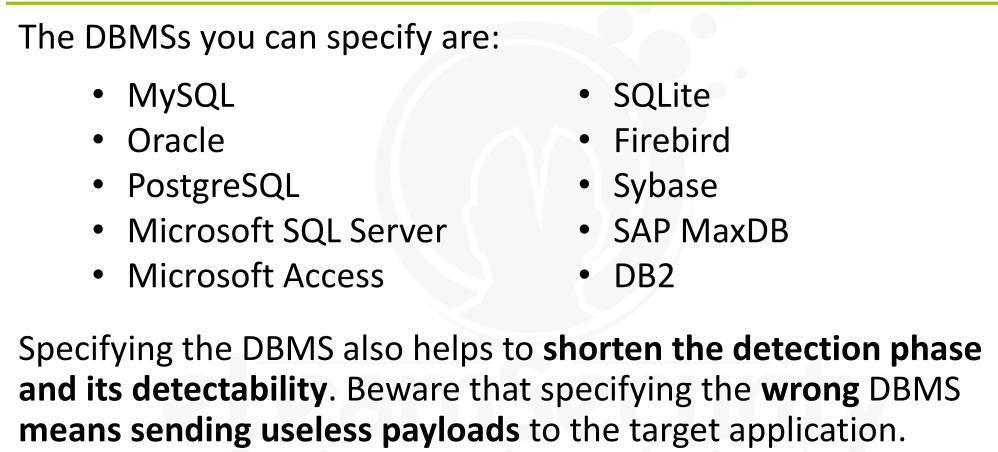 The DBMSs you can specify are:
• MySQL
• Oracle
• PostgreSQL
• Microsoft SQL Server
• Microsoft Access
• SQLite
• Firebird
• Sybase
• SAP MaxDB
• DB2
Specifying the DBMS also helps to shorten the detection phase
and its detectability. Beware that specifying the wrong DBMS
means sending useless payloads to the target application.